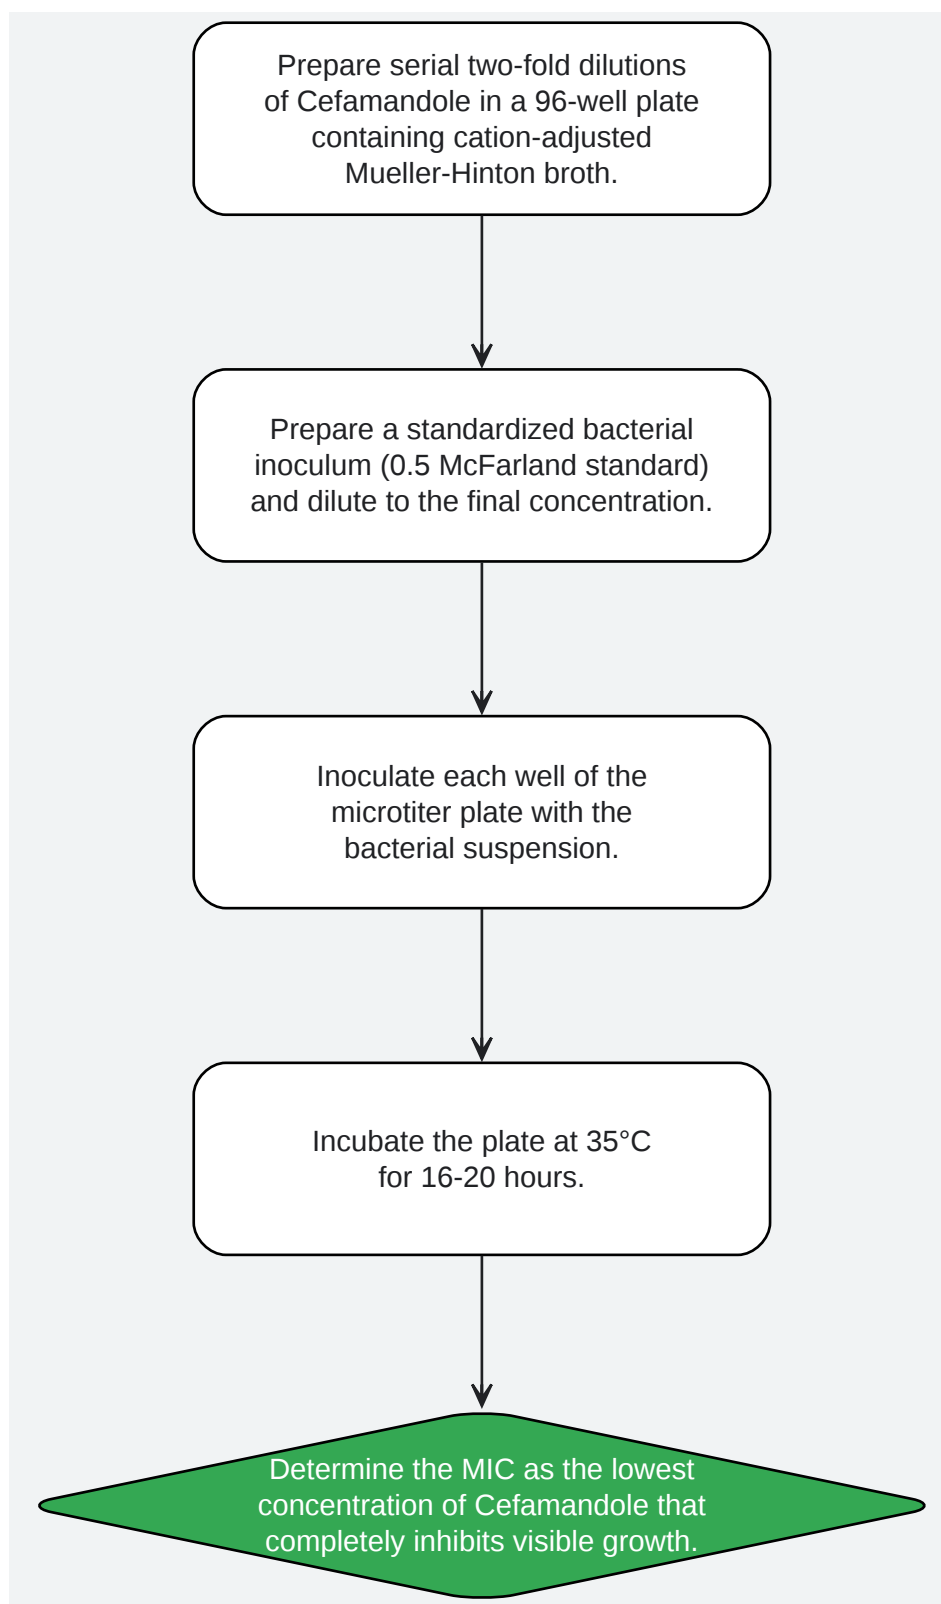 Prepare serial two-fold dilutions
of Cefamandole in a 96-well plate
containing cation-adjusted
Mueller-Hinton broth.
Prepare a standardized bacterial
inoculum (0.5 McFarland standard)
and dilute to the final concentration.
Inoculate each well of the
microtiter plate with the
bacterial suspension.
Incubate the plate at 35°C
for 16-20 hours.
Determine the MIC as the lowest
concentration of Cefamandole that
completely inhibits visible growth.